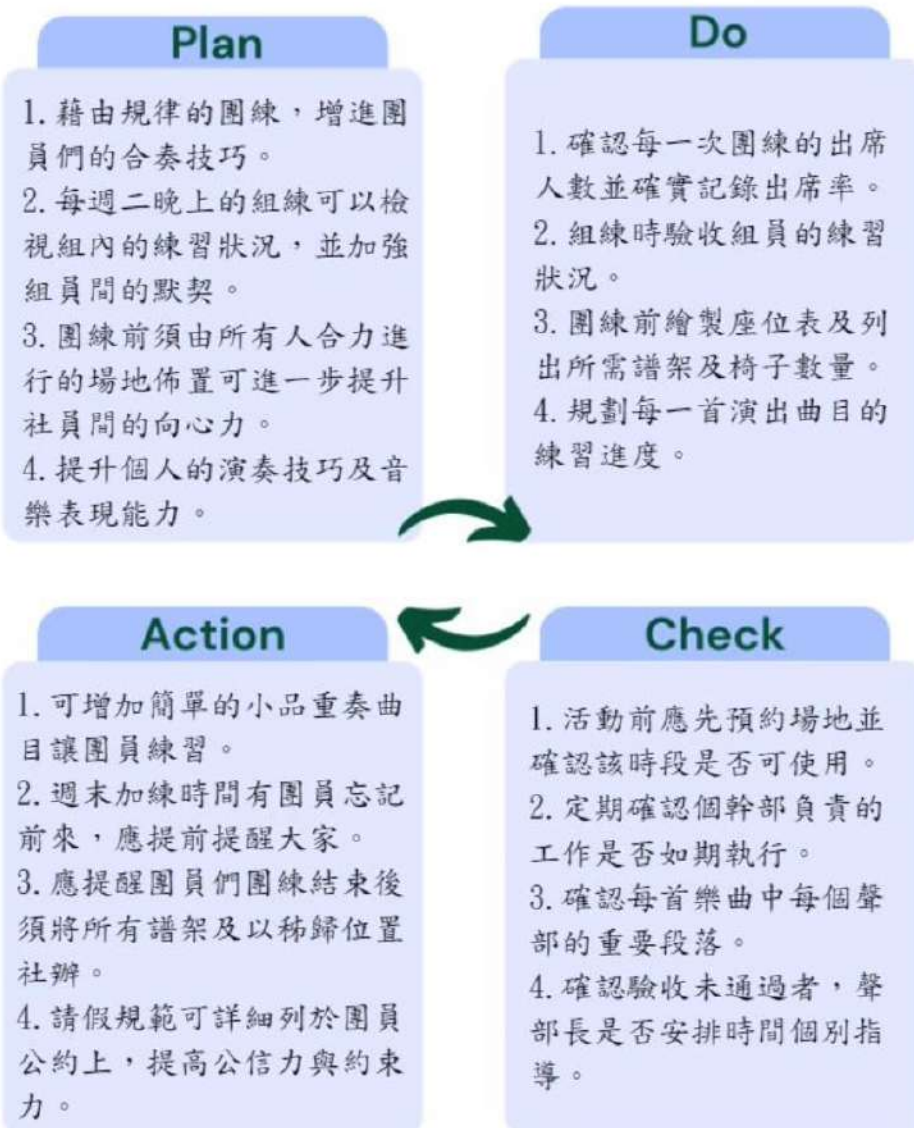 Plan
1.藉由規律的團練，增進團
員們的合奏技巧。
2.每週二晚上的組練可以檢
視組內的練習狀況，並加強
組員間的默契。
3.團練前須由所有人合力進
行的場地佈置可進一步提升
社員間的向心力。
4.提升個人的演奏技巧及音
樂表現能力。
Do
1.確認每一次團練的出席
人數並確實記錄出席率。
2.組練時驗收組員的練習
狀況。
3.團練前繪製座位表及列
出所需譜架及椅子數量。
4.規劃每一首演出曲目的
練習進度。
Check
1.活動前應先預約場地並
確認該時段是否可使用。
2.定期確認個幹部負責的
工作是否如期執行。
3.確認每首樂曲中每個聲
部的重要段落。
4.確認驗收未通過者，聲
部長是否安排時間個別指
導。
Action
1.可增加簡單的小品重奏曲
目讓團員練習。
2.週末加練時間有團員忘記
前來，應提前提醒大家。
3.應提醒團員們團練結束後
須將所有譜架及以秭歸位置
社辦。
4.請假規範可詳細列於團員
公約上，提高公信力與約束
力。